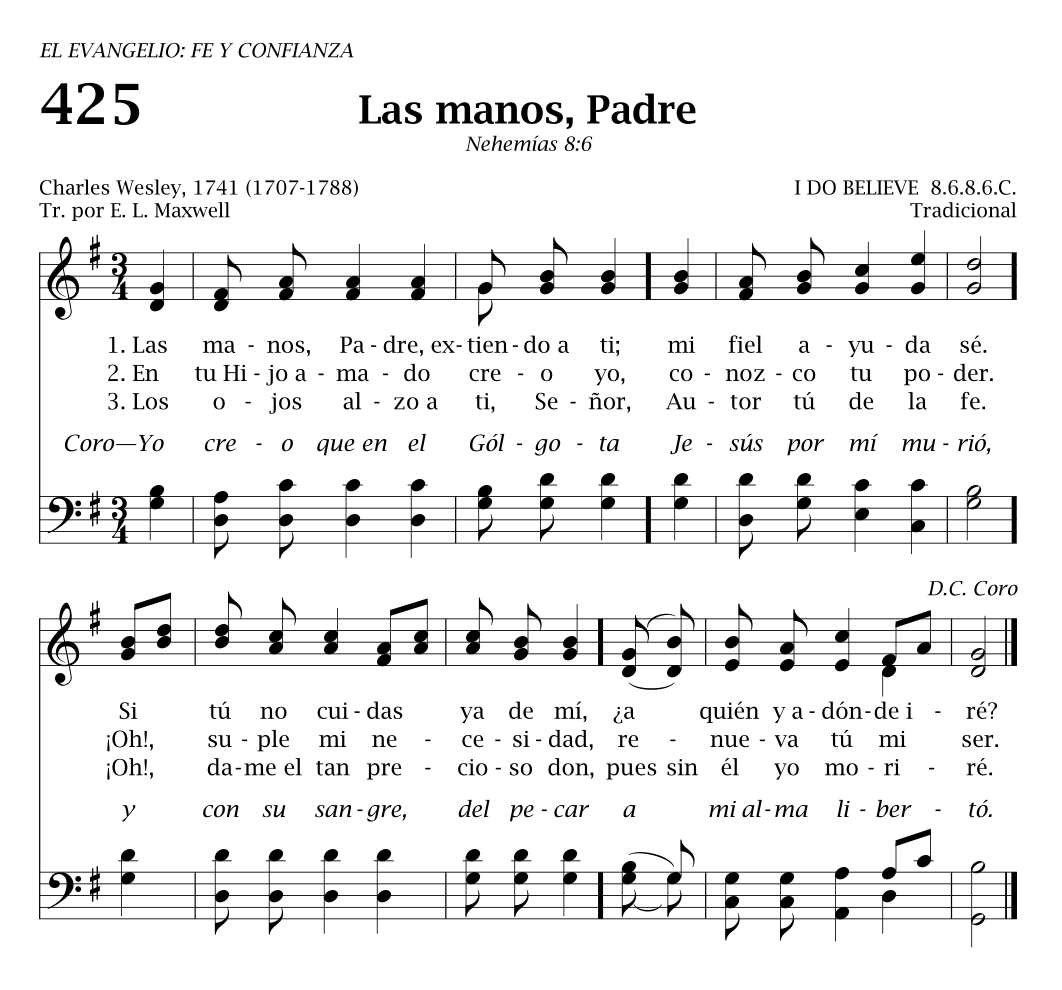 EL EVANGELIO: FE Y CONFIANZA
425
Las manos, Padre
Nehemías 8:6
Charles Wesley, 1741 (1707-1788)
I DO BELIEVE 8.6.8.6.C.
Tr. por E. L. Maxwell
Tradicional
3 4
1. Las ma - nos, Pa - dre, ex - tien - do a ti; mi fiel a - yu - da sé.
2. En tu Hi - jo a - ma - do cre - o yo, co - noz - co tu po - der.
3. Los o - jos al - zo a ti, Se - ñor, Au - tor tú de la fe.
Coro—Yo cre - o que en el Gól - go - ta Je - sús por mí mu - rió,
3 4
D.C. Coro
Si tú no cui - das ya de mí, ¿a quién y a - dón - de i - ré?
¡Oh!, su - ple mi ne - ce - si - dad, re - nue - va tú mi ser.
¡Oh!, da - me el tan pre - cio - so don, pues sin él yo mo - ri - ré.
y con su san - gre, del pe - car a mi al - ma li - ber - tó.